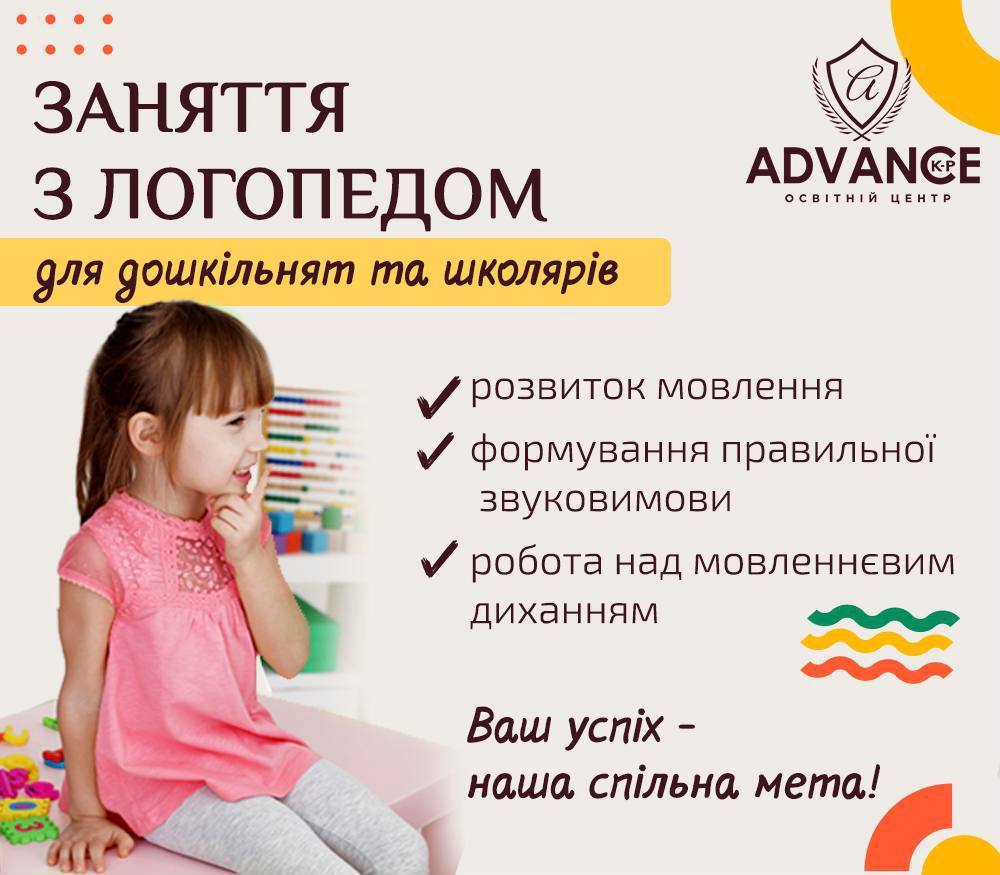 ЗАНЯТТЯ
З ЛОГОПЕДОМ
для дошкільнят та школярів
a
ADVANCE
K-P
ОСВІТНІЙ ЦЕНТР
розвиток мовлення
формування правильної
звуковимови
робота над мовленнєвим
диханням
Ваш успіх -
наша спільна мета!